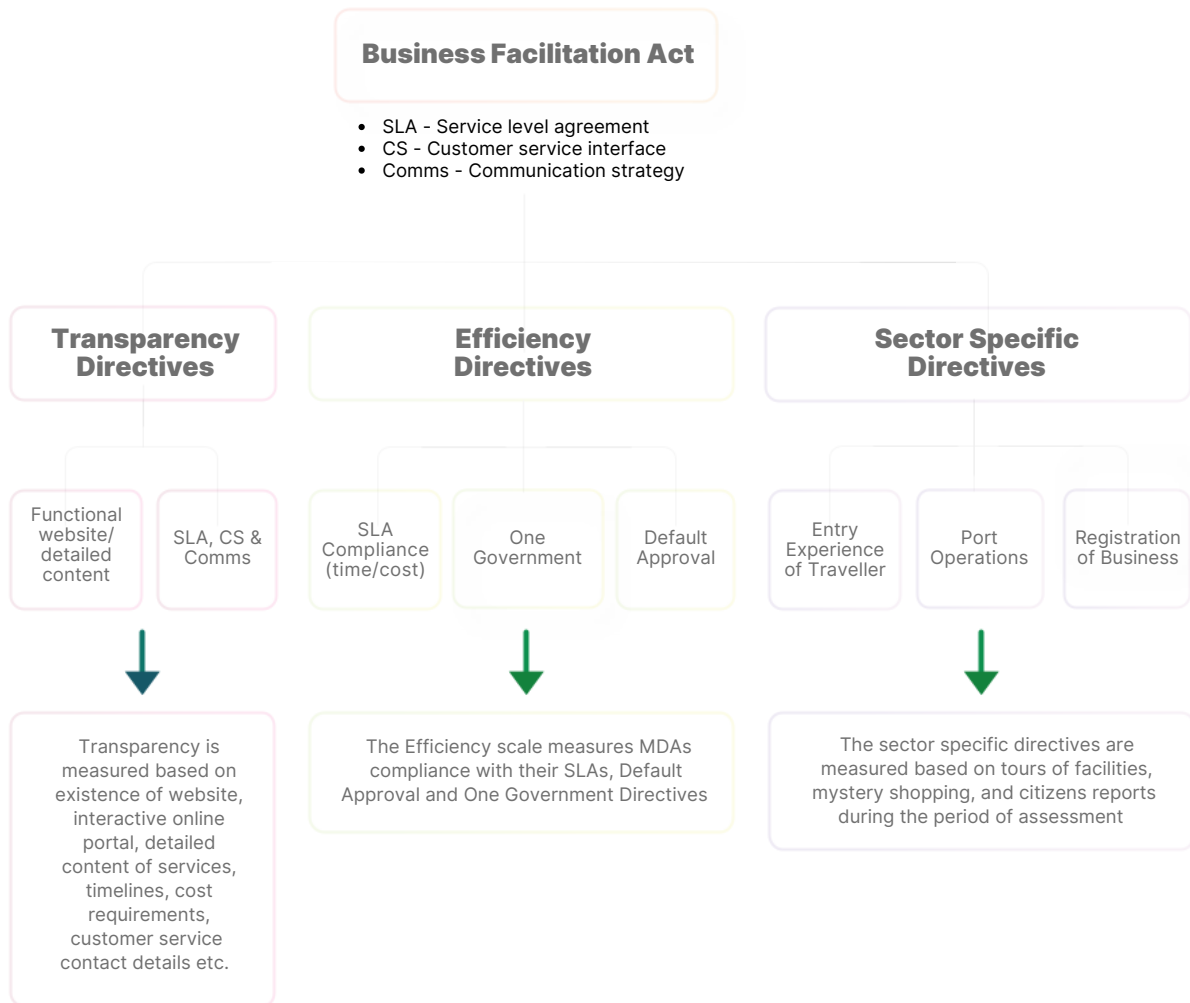 Business Facilitation Act
• SLA - Service level agreement
• CS - Customer service interface
• Comms - Communication strategy
Transparency
Directives
Efficiency
Directives
Sector Specific
Directives
Functional
website/
detailed
content
SLA, CS &
Comms
SLA
Compliance
(time/cost)
One
Government
Default
Approval
Entry
Experience
of Traveller
Port
Operations
Registration
of Business
Transparency is
measured based on
existence of website,
interactive online
portal, detailed
content of services,
timelines, cost
requirements,
customer service
contact details etc.
The Efficiency scale measures MDAs
compliance with their SLAs, Default
Approval and One Government Directives
The sector specific directives are
measured based on tours of facilities,
mystery shopping, and citizens reports
during the period of assessment